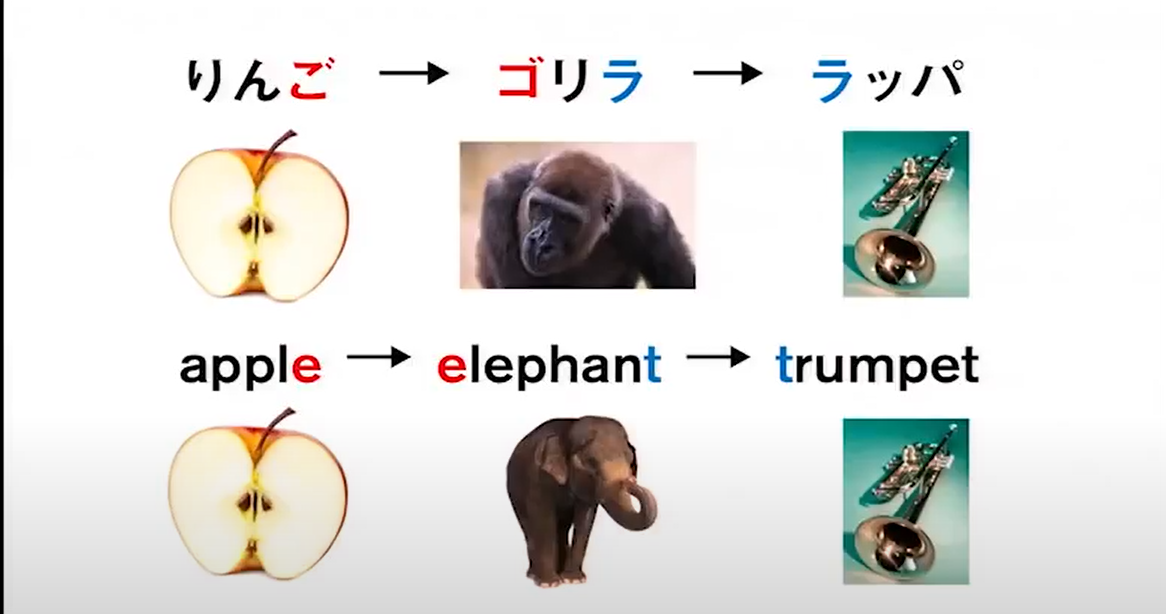 りんご → ゴリラ → ラッパ
apple → elephant → trumpet